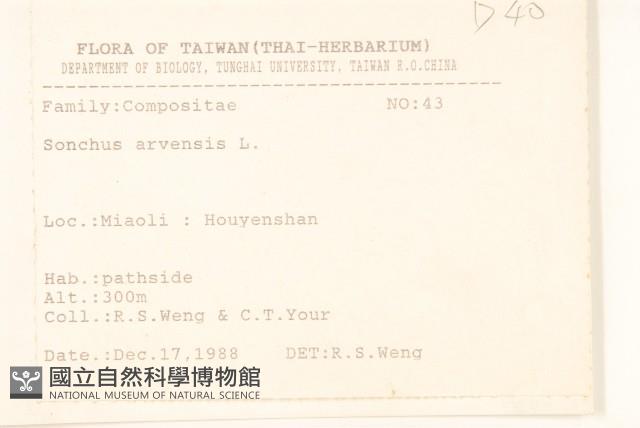 D40
FLORA OF TAIWAN(THAI-HERBARIUM)
DEPARTMENT OF BIOLOGY, TUNGHAI UNIVERSITY, TAIWAN R.O.CHINA
Family:Compositae NO:43
Sonchus arvensis L.
Loc.:Miaoli : Houyenshan
Hab.:pathside
Alt.:300m
Coll.:R.S.Weng & C.T.Your
Date.:Dec.17,1988 DET:R.S.Weng
國立自然科學博物館
NATIONAL MUSEUM OF NATURAL SCIENCE